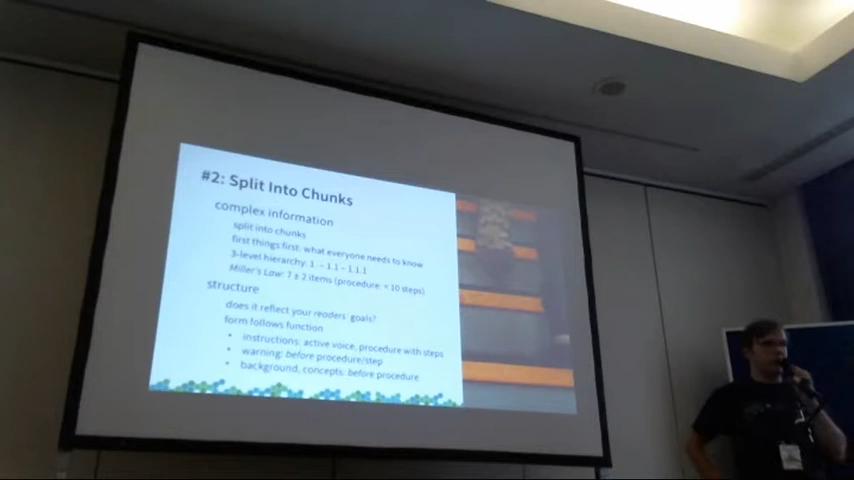 #2: Split Into Chunks
complex information
split into chunks
first things first: what everyone needs to know
3-level hierarchy: 1. – 1.1 – 1.1.1
Miller's Law: 7 ± 2 items (procedure: < 10 steps)
structure
does it reflect your readers' goals?
form follows function
• instructions: active voice, procedure with steps
• warning: before procedure/step
• background, concepts: before procedure